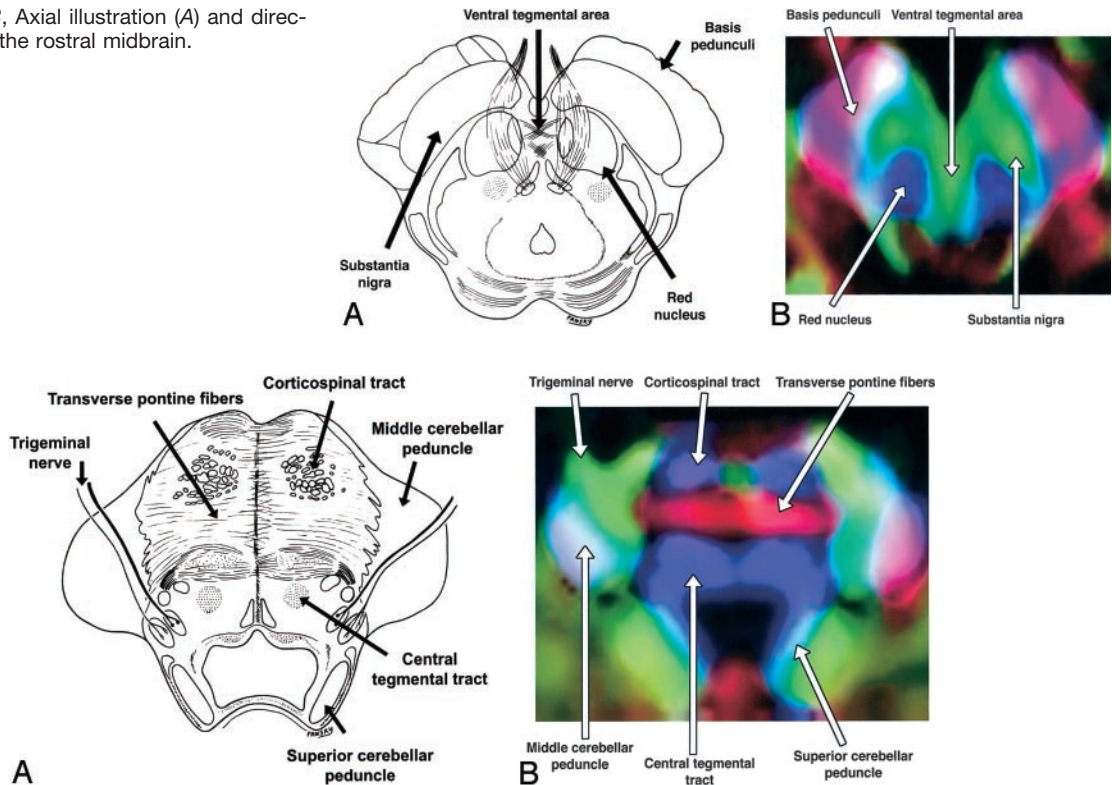 , Axial illustration (A) and direc-
the rostral midbrain.
Ventral tegmental area
Basis
pedunculi
Substantia
nigra
Red
nucleus
A
Basis pedunculi
Ventral tegmental area
Red nucleus
Substantia nigra
B
Corticospinal tract
Transverse pontine fibers
Trigeminal
nerve
Middle cerebellar
peduncle
Central
tegmental tract
Superior cerebellar
peduncle
PANSKY
A
Trigeminal nerve
Corticospinal tract
Transverse pontine fibers
Middle cerebellar
peduncle
Central tegmental
tract
Superior cerebellar
peduncle
B